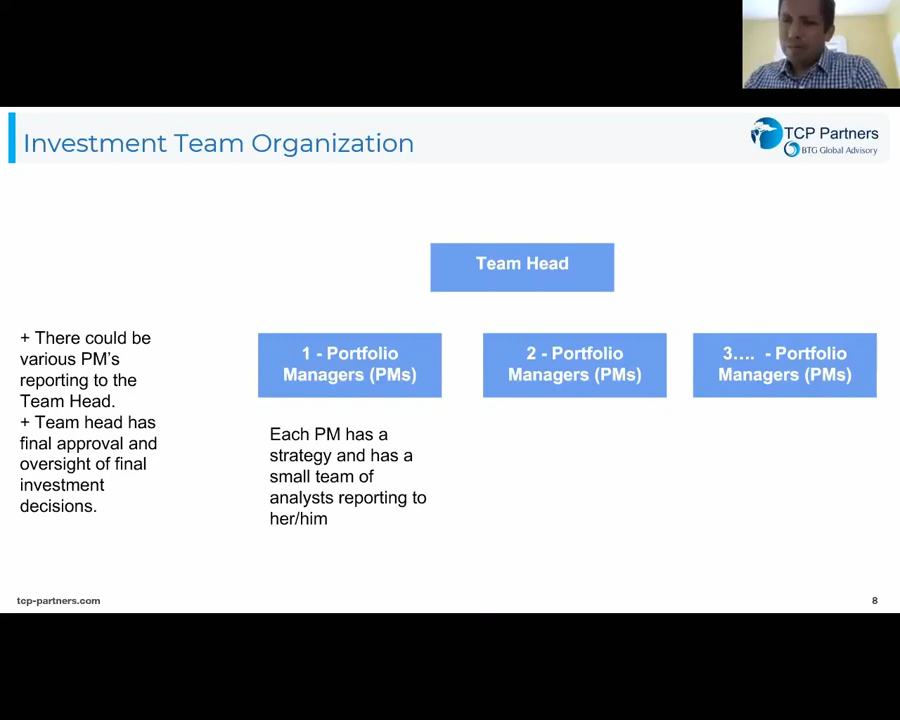 Investment Team Organization
TCP Partners
BTG Global Advisory
Team Head
+ There could be
various PM's
reporting to the
Team Head.
+ Team head has
final approval and
oversight of final
investment
decisions.
1 - Portfolio
Managers (PMs)
2 - Portfolio
Managers (PMs)
3.... - Portfolio
Managers (PMs)
Each PM has a
strategy and has a
small team of
analysts reporting to
her/him
tcp-partners.com
8